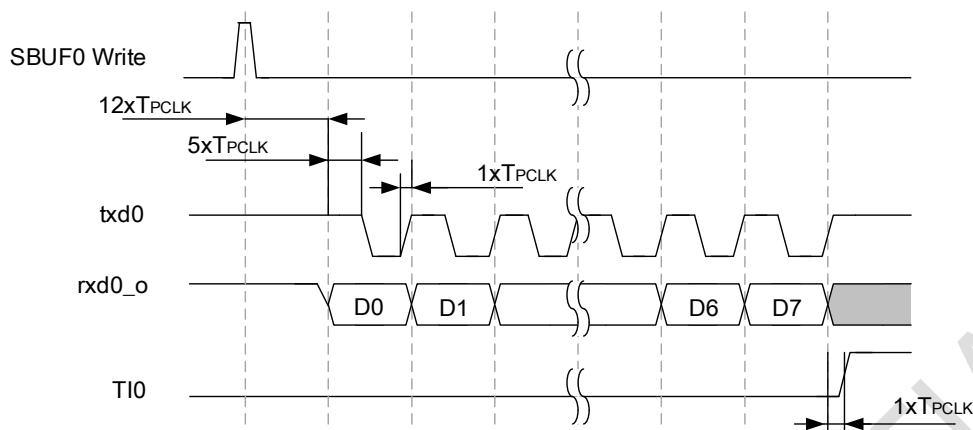 SBUF0 Write
12xTPCLK
5xTPCLK
1xTPCLK
txd0
rxd0_o
D0 D1 D6 D7
TI0
1xTPCLK